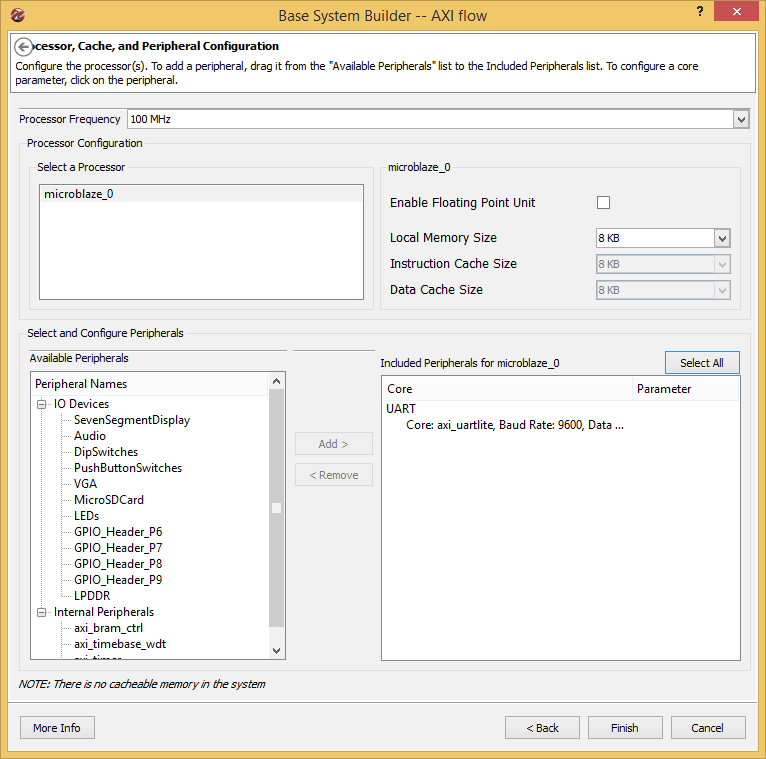 Base System Builder -- AXI flow
?
cessor, Cache, and Peripheral Configuration
Configure the processor(s). To add a peripheral, drag it from the "Available Peripherals" list to the Included Peripherals list. To configure a core
parameter, click on the peripheral.
Processor Frequency 100 MHz
Processor Configuration
Select a Processor
microblaze_0
microblaze_0
Enable Floating Point Unit
Local Memory Size 8 KB
Instruction Cache Size 8 KB
Data Cache Size 8 KB
Select and Configure Peripherals
Available Peripherals
Peripheral Names
IO Devices
SevenSegmentDisplay
Audio
DipSwitches
PushButtonSwitches
VGA
MicroSDCard
LEDs
GPIO_Header_P6
GPIO_Header_P7
GPIO_Header_P8
GPIO_Header_P9
LPDDR
Internal Peripherals
axi_bram_ctrl
axi_timebase_wdt
Add >
< Remove
Included Peripherals for microblaze_0
Select All
Core Parameter
UART
Core: axi_uartlite, Baud Rate: 9600, Data ...
NOTE: There is no cacheable memory in the system
More Info
< Back
Finish
Cancel